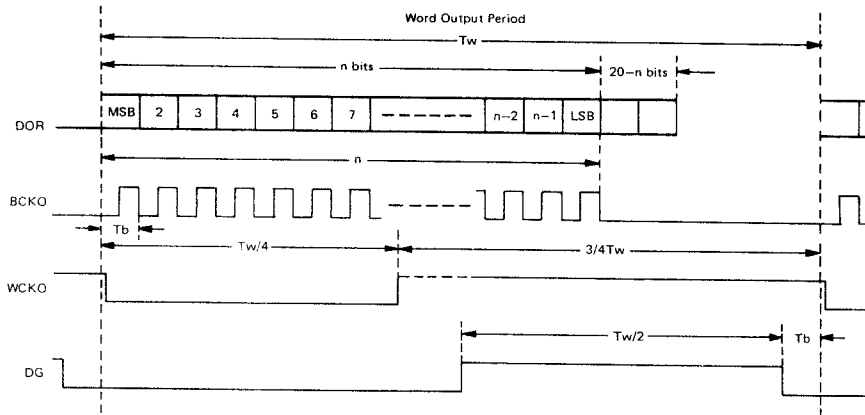 Word Output Period
Tw
n bits
20-n bits
DOR
MSB 2 3 4 5 6 7 n-2 n-1 LSB
n
BCKO
Tb
Tw/4
3/4Tw
WCKO
Tw/2
Tb
DG